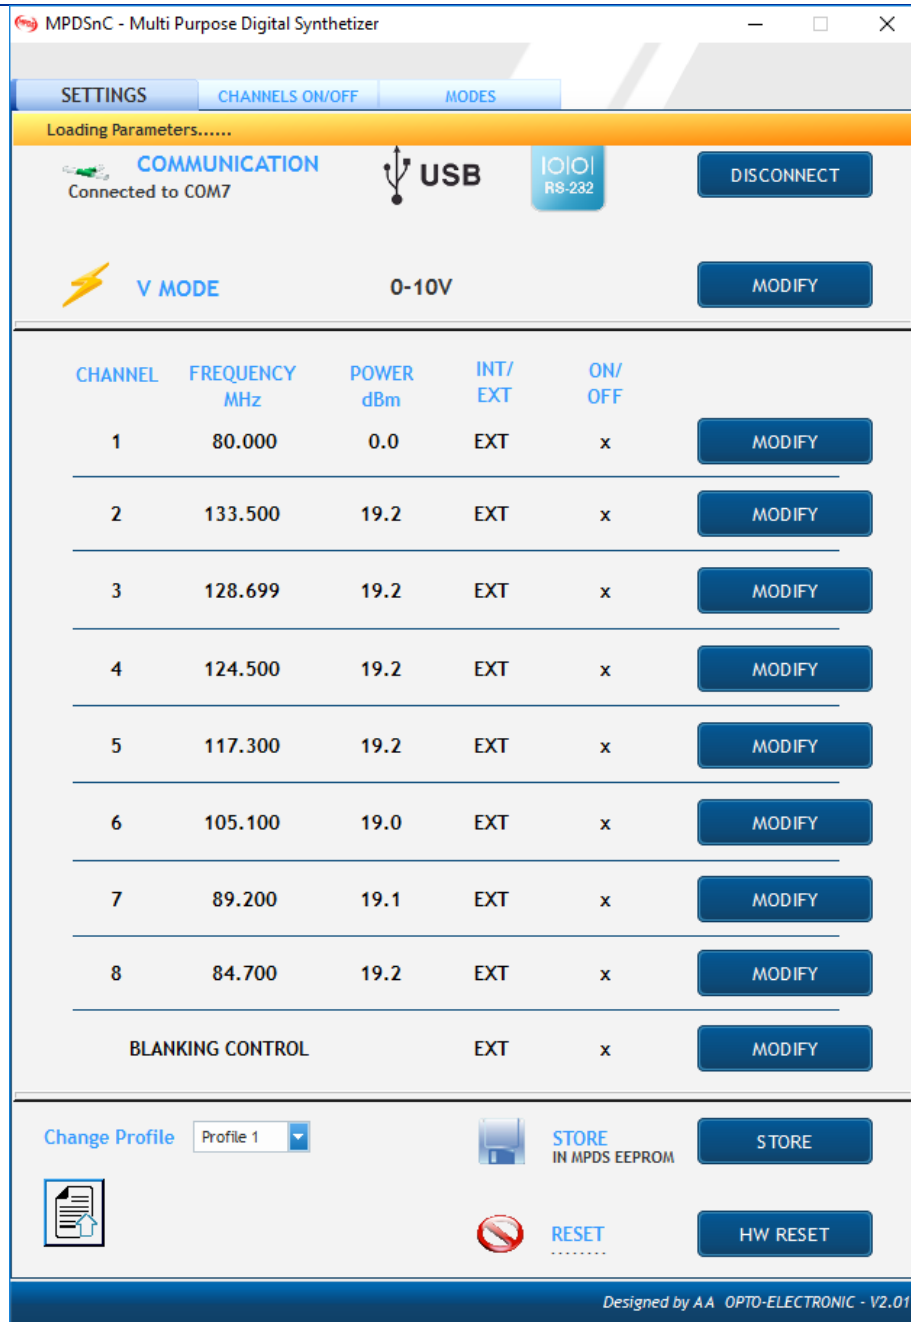 MPDSnC - Multi Purpose Digital Synthetizer
SETTINGS CHANNELS ON/OFF MODES
Loading Parameters......
COMMUNICATION USB IOIOI DISCONNECT
Connected to COM7 RS-232
V MODE 0-10V MODIFY
CHANNEL FREQUENCY POWER INT/ ON/
MHz dBm EXT OFF
1 80.000 0.0 EXT x MODIFY
2 133.500 19.2 EXT x MODIFY
3 128.699 19.2 EXT x MODIFY
4 124.500 19.2 EXT x MODIFY
5 117.300 19.2 EXT x MODIFY
6 105.100 19.0 EXT x MODIFY
7 89.200 19.1 EXT x MODIFY
8 84.700 19.2 EXT x MODIFY
BLANKING CONTROL EXT x MODIFY
Change Profile Profile 1 STORE STORE
IN MPDS EEPROM
RESET HW RESET
Designed by AA OPTO-ELECTRONIC - V2.01